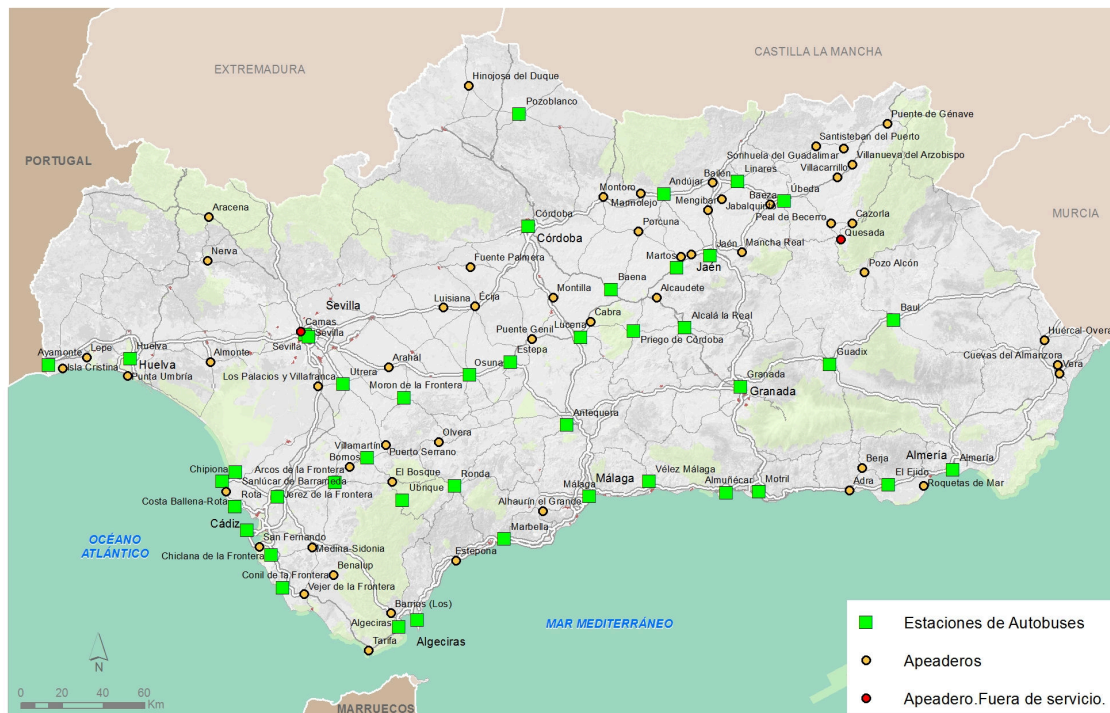 CASTILLA LA MANCHA
EXTREMADURA
Hinojosa del Duque
Pozoblanco
Puente de Génave
Santisteban del Puerto
PORTUGAL
Sorihuela del Guadalimar
Villanueva del Arzobispo
Bailén
Linares
Villacarrillo
Andújar
Montoro
Marmolejo
Mengibar
Jabalquinto
Baeza
Úbeda
MURCIA
Aracena
Córdoba
Córdoba
Porcuna
Peal de Becerro
Cazorla
Quesada
Nerva
Fuente Palmera
Martos
Jaén
Jaén
Mancha Real
Pozo Alcón
Baena
Alcaudete
Sevilla
Luisiana
Écija
Montilla
Cabra
Baul
Camas
Sevilla
Sevilla
Puente Genil
Lucena
Alcalá la Real
Priego de Córdoba
Huércal-Overa
Ayamonte
Lepe
Huelva
Huelva
Isla Cristina
Punta Umbría
Almonte
Arahal
Estepa
Osuna
Guadix
Cuevas del Almanzora
Vera
Los Palacios y Villafranca
Utrera
Moron de la Frontera
Granada
Granada
Antequera
Villamartín
Puerto Serrano
Olvera
Bornos
Chipiona
Arcos de la Frontera
Sanlúcar de Barrameda
El Bosque
Ubrique
Ronda
Málaga
Málaga
Vélez Málaga
Almuñécar
Motril
Berja
El Ejido
Adra
Almería
Almería
Roquetas de Mar
Costa Ballena-Rota
Rota
Jerez de la Frontera
Alhaurín el Grande
Cádiz
San Fernando
Marbella
OCÉANO
ATLÁNTICO
Chiclana de la Frontera
Medina-Sidonia
Estepona
Benalup
Conil de la Frontera
Vejer de la Frontera
Barrios (Los)
Algeciras
Algeciras
Tarifa
MAR MEDITERRÁNEO
Estaciones de Autobuses
Apeaderos
Apeadero.Fuera de servicio.
N
0 20 40 60
Km
MARRUECOS